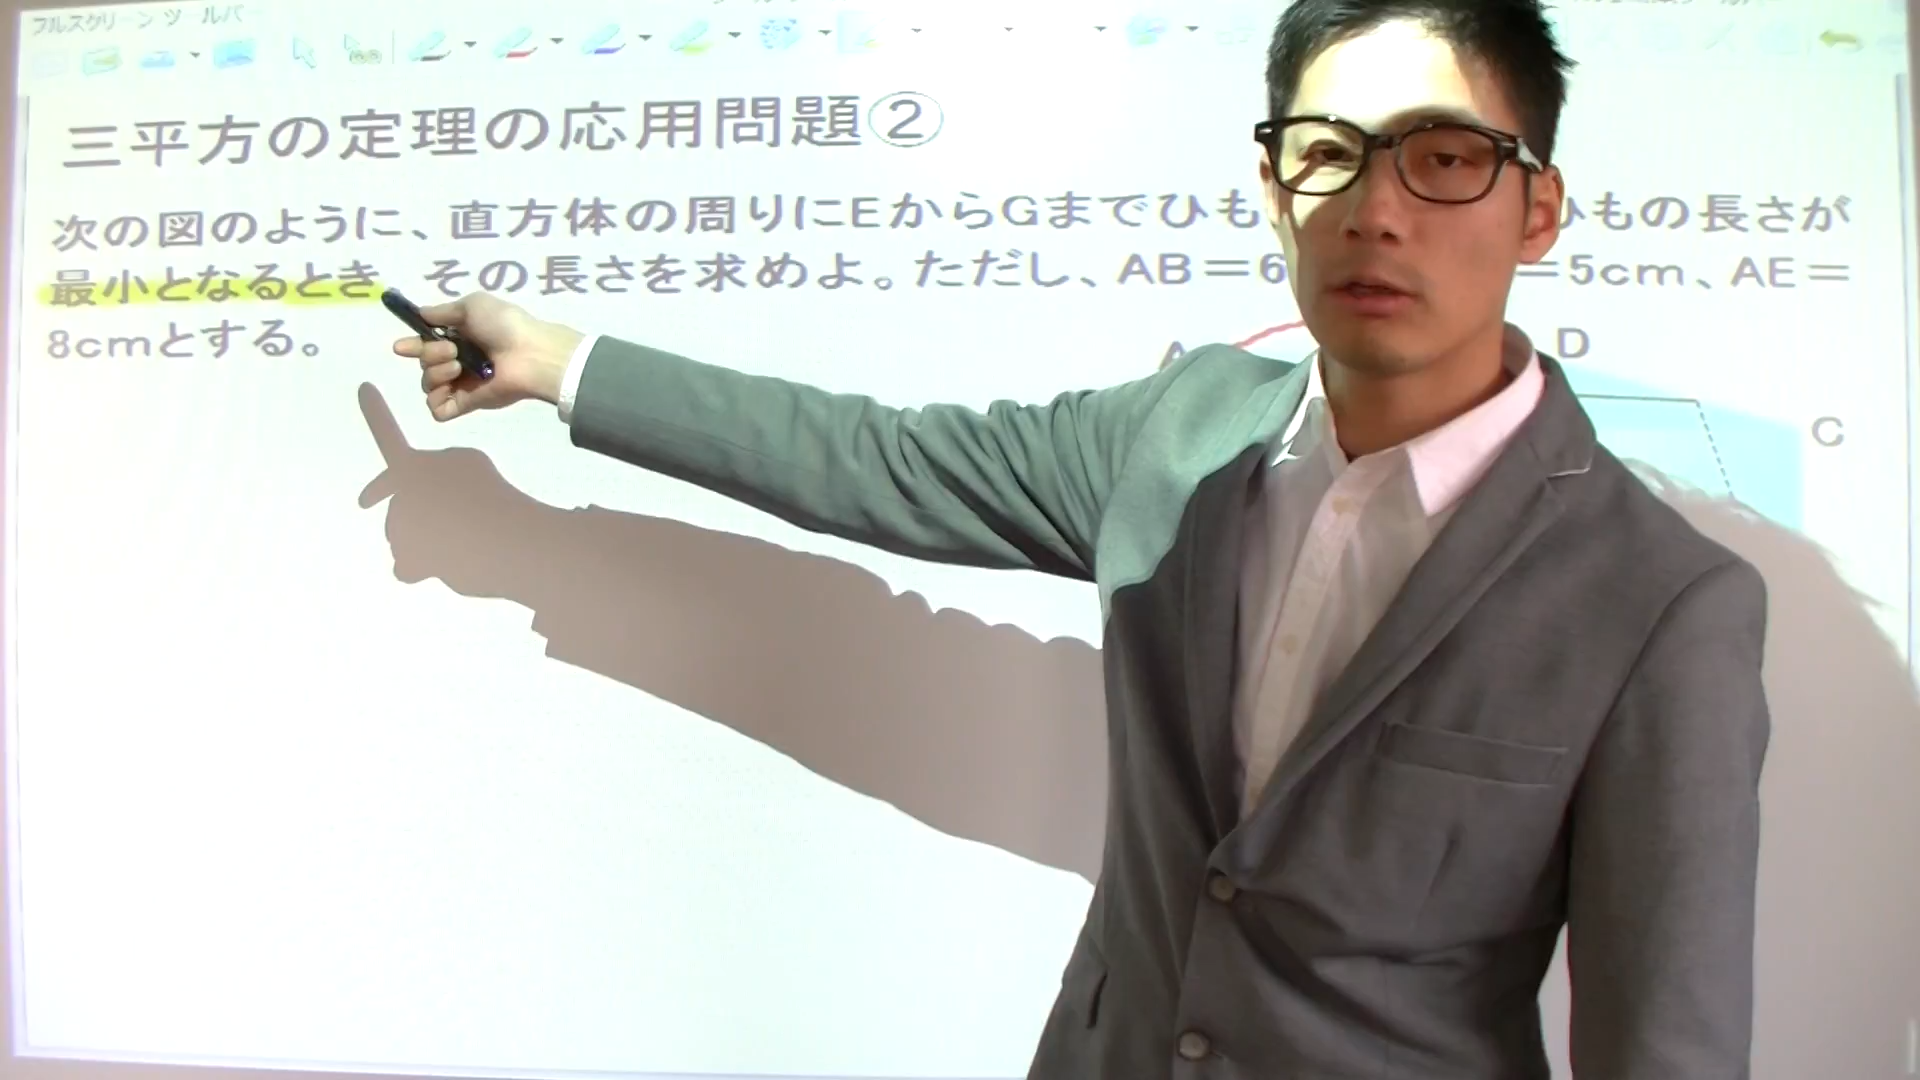 フルスクリーン ツールバー
三平方の定理の応用問題②
次の図のように、直方体の周りにEからGまでひも ひもの長さが
最小となるとき、その長さを求めよ。ただし、AB＝6 ＝5cm、AE＝
8cmとする。
A
D
C